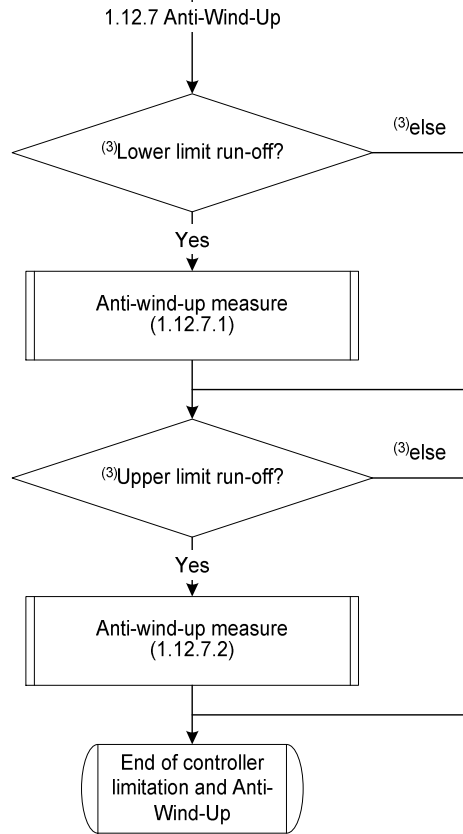 1.12.7 Anti-Wind-Up
(3)else
(3)Lower limit run-off?
Yes
Anti-wind-up measure
(1.12.7.1)
(3)else
(3)Upper limit run-off?
Yes
Anti-wind-up measure
(1.12.7.2)
End of controller
limitation and Anti-
Wind-Up